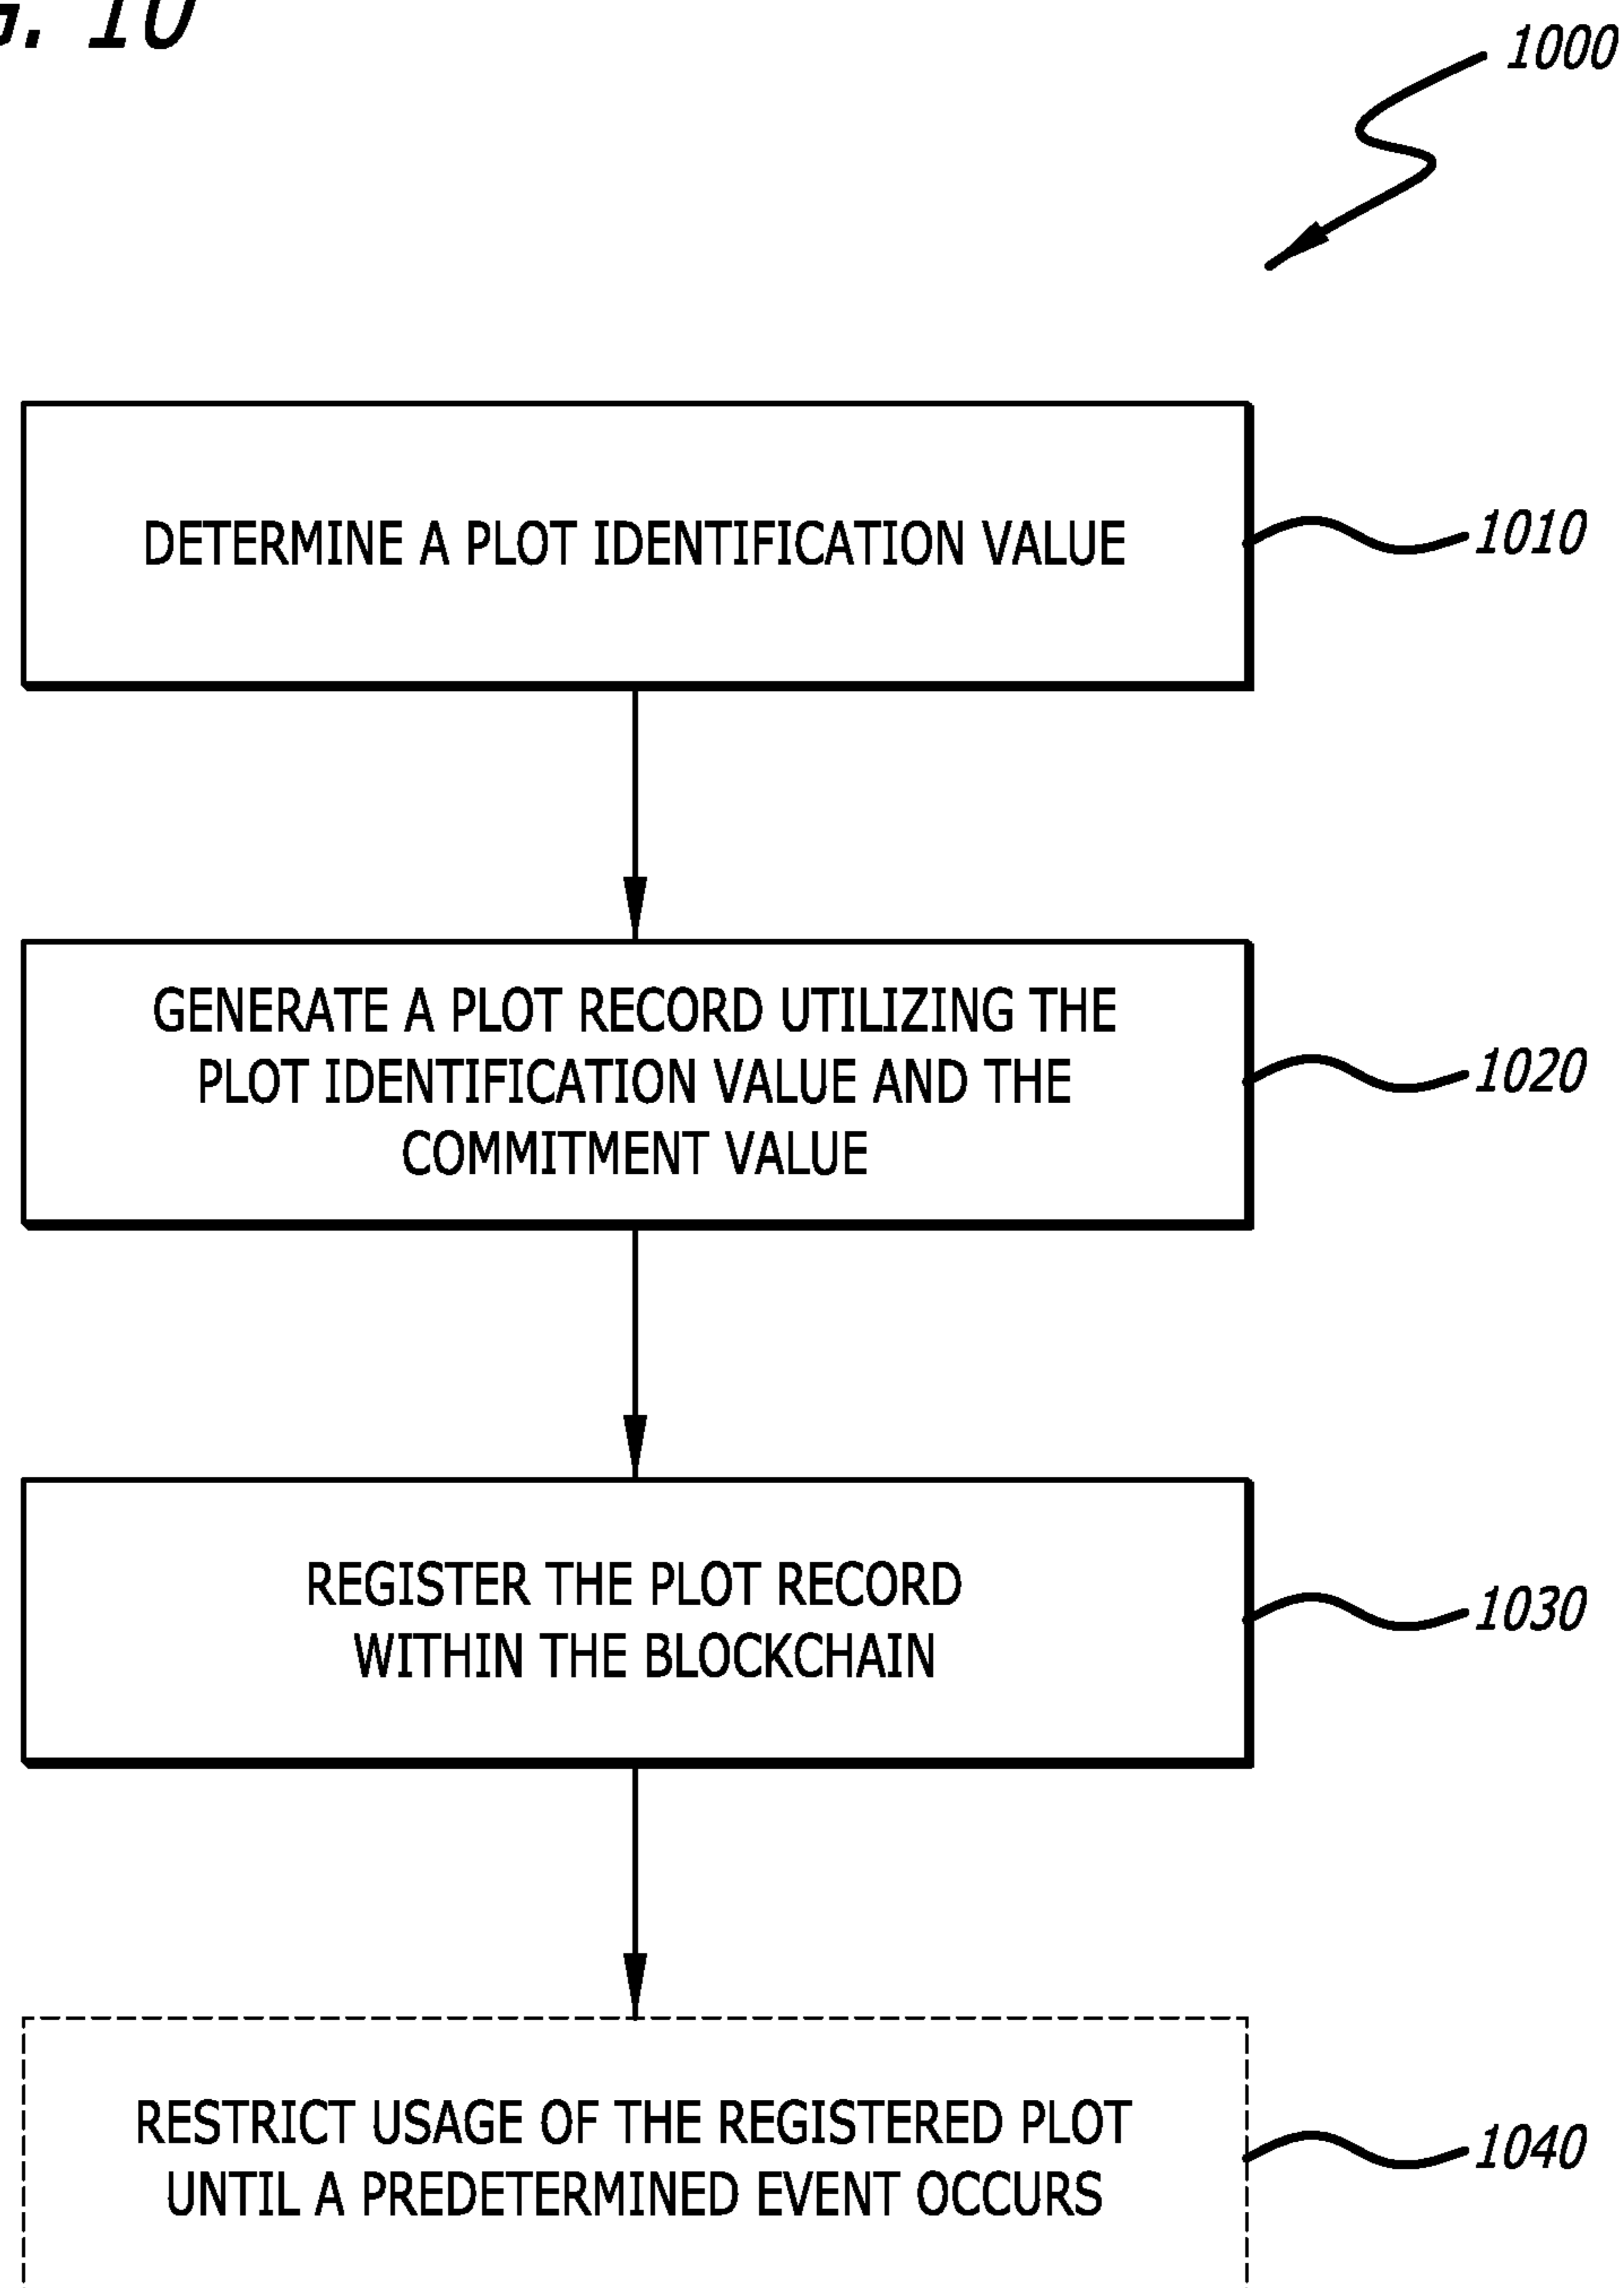 G. 10
1000
DETERMINE A PLOT IDENTIFICATION VALUE
1010
GENERATE A PLOT RECORD UTILIZING THE
PLOT IDENTIFICATION VALUE AND THE
COMMITMENT VALUE
1020
REGISTER THE PLOT RECORD
WITHIN THE BLOCKCHAIN
1030
RESTRICT USAGE OF THE REGISTERED PLOT
UNTIL A PREDETERMINED EVENT OCCURS
1040